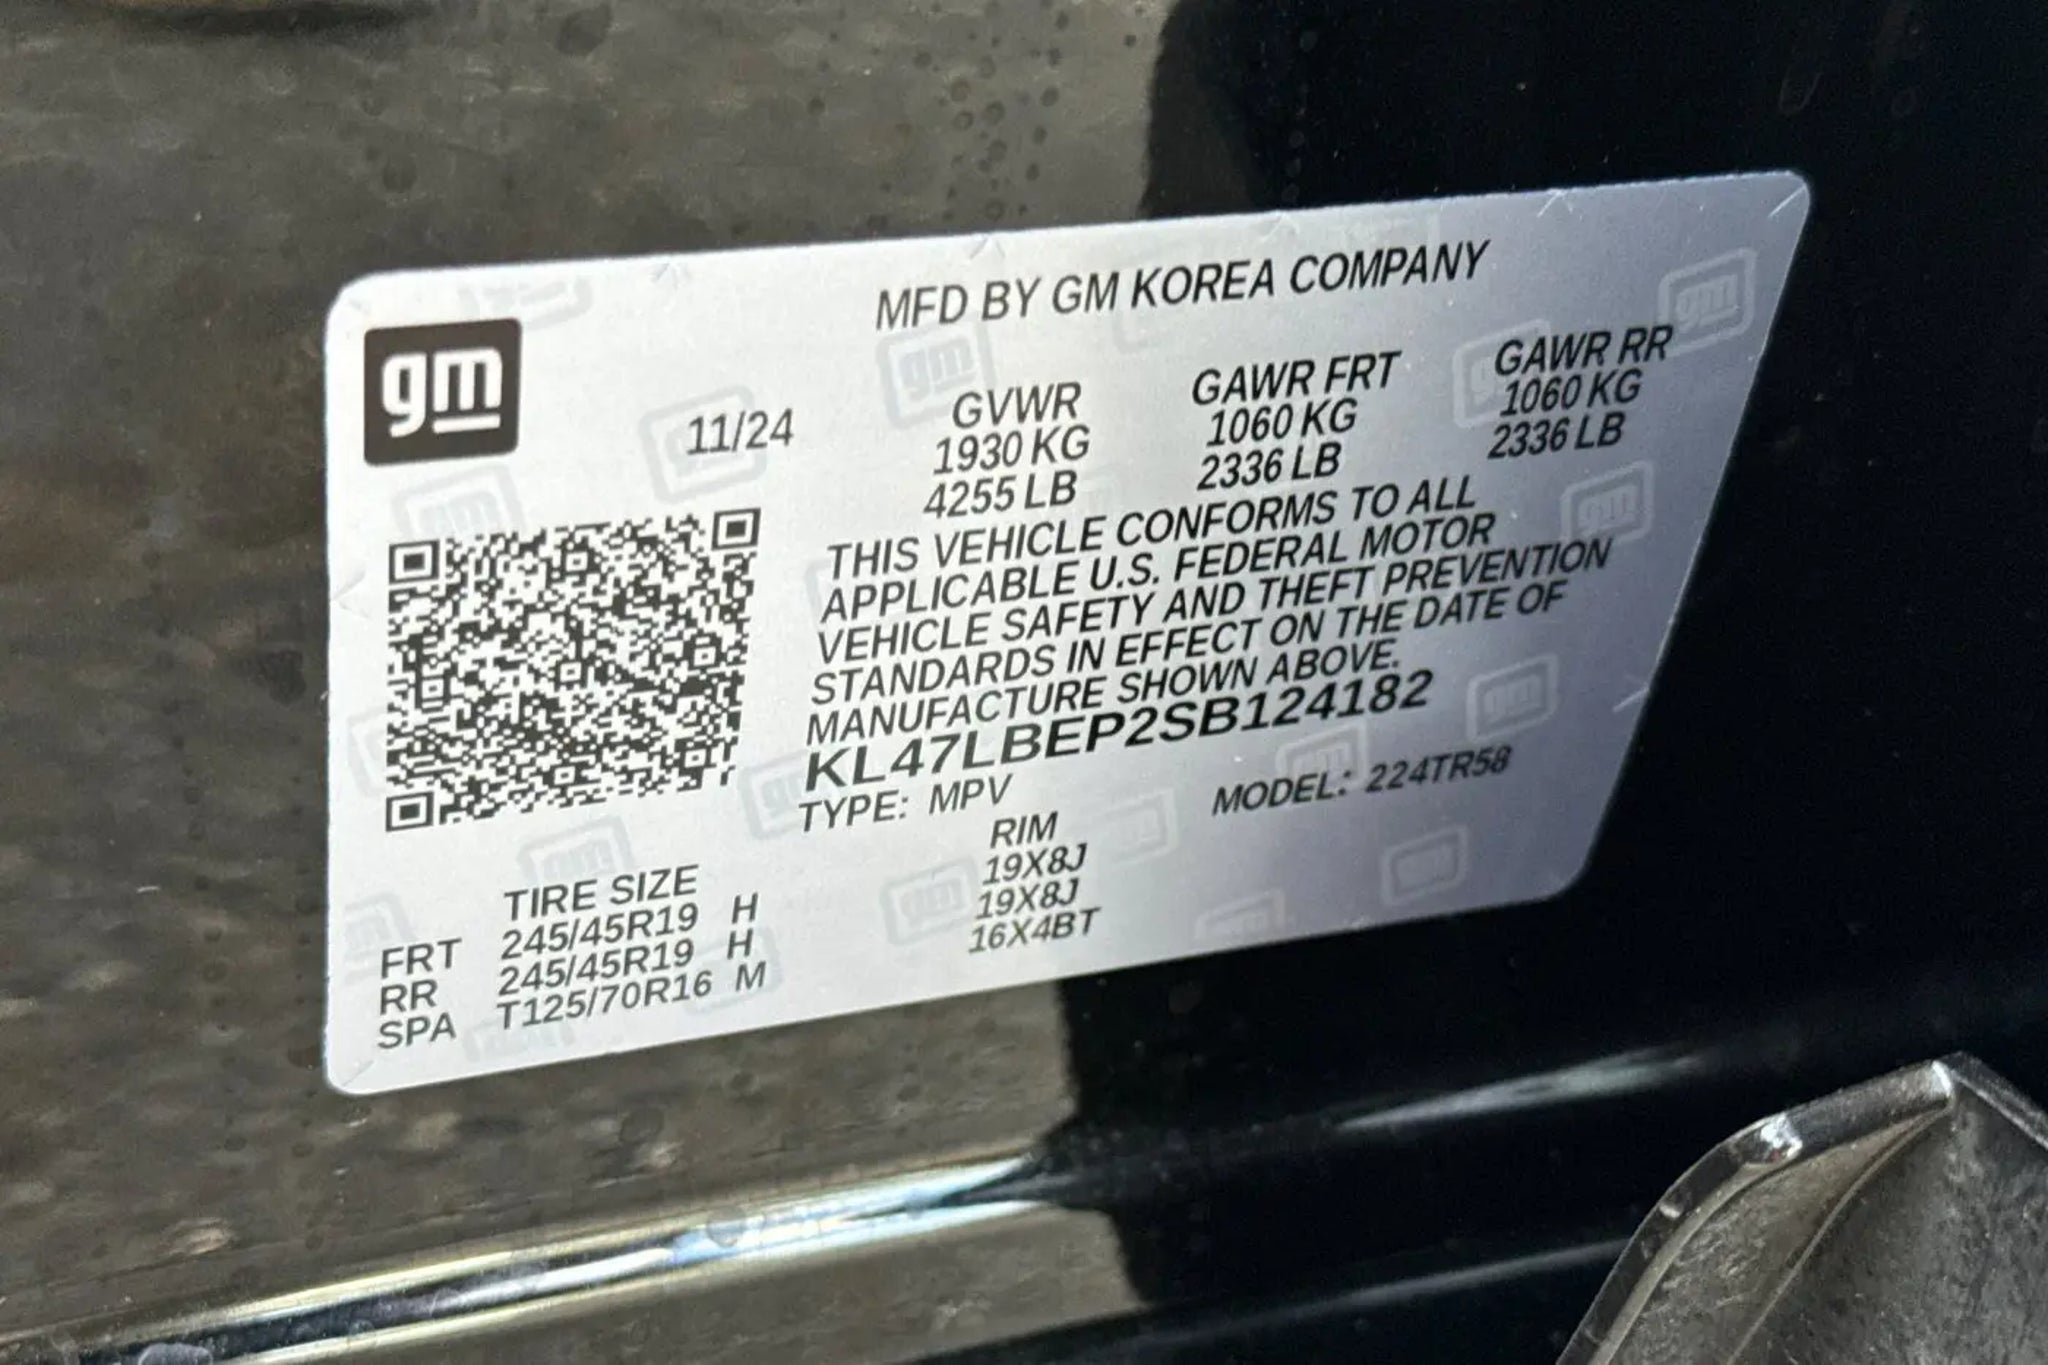 MFD BY GM KOREA COMPANY
gm
11/24
GVWR GAWR FRT GAWR RR
1930 KG 1060 KG 1060 KG
4255 LB 2336 LB 2336 LB
THIS VEHICLE CONFORMS TO ALL
APPLICABLE U.S. FEDERAL MOTOR
VEHICLE SAFETY AND THEFT PREVENTION
STANDARDS IN EFFECT ON THE DATE OF
MANUFACTURE SHOWN ABOVE.
KL47LBEP2SB124182
TYPE: MPV MODEL: 224TR58
TIRE SIZE RIM
FRT 245/45R19 H 19X8J
RR 245/45R19 H 19X8J
SPA T125/70R16 M 16X4BT